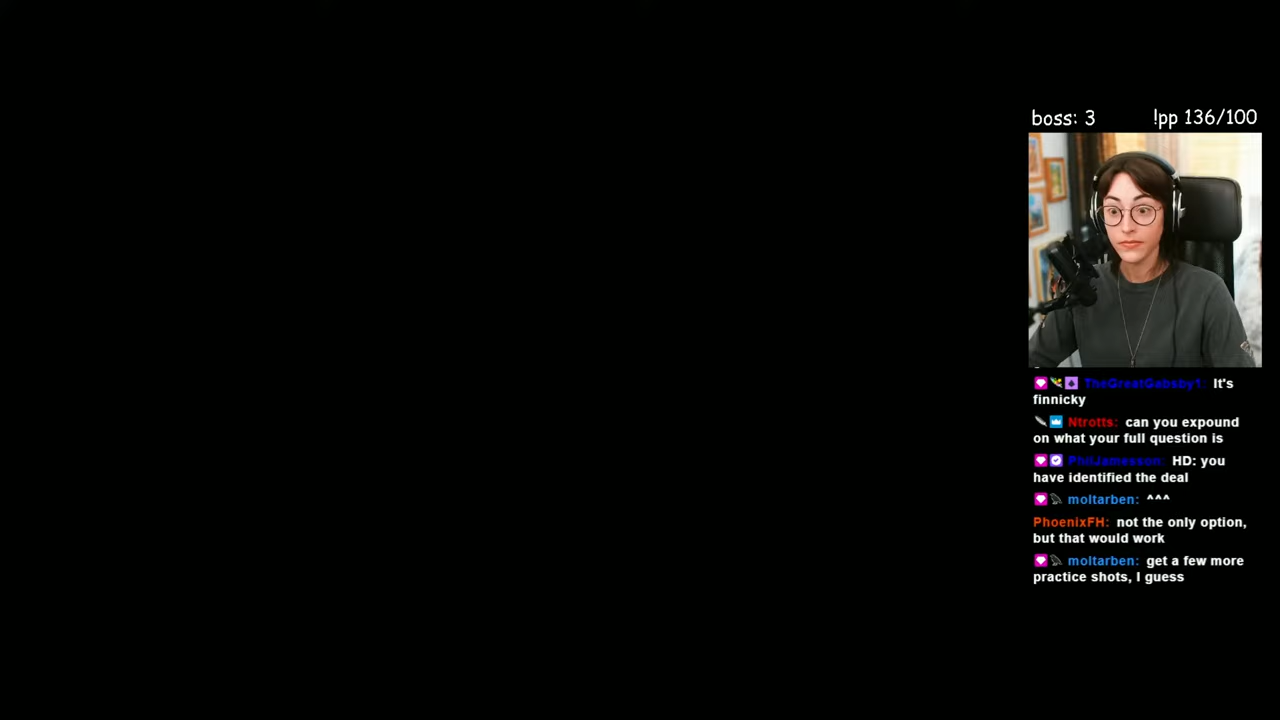 boss: 3 !pp 136/100
TheGreatGabsby1: It's
finnicky
Ntrotts: can you expound
on what your full question is
PhilJamesson: HD: you
have identified the deal
moltarben: ^^^
PhoenixFH: not the only option,
but that would work
moltarben: get a few more
practice shots, I guess